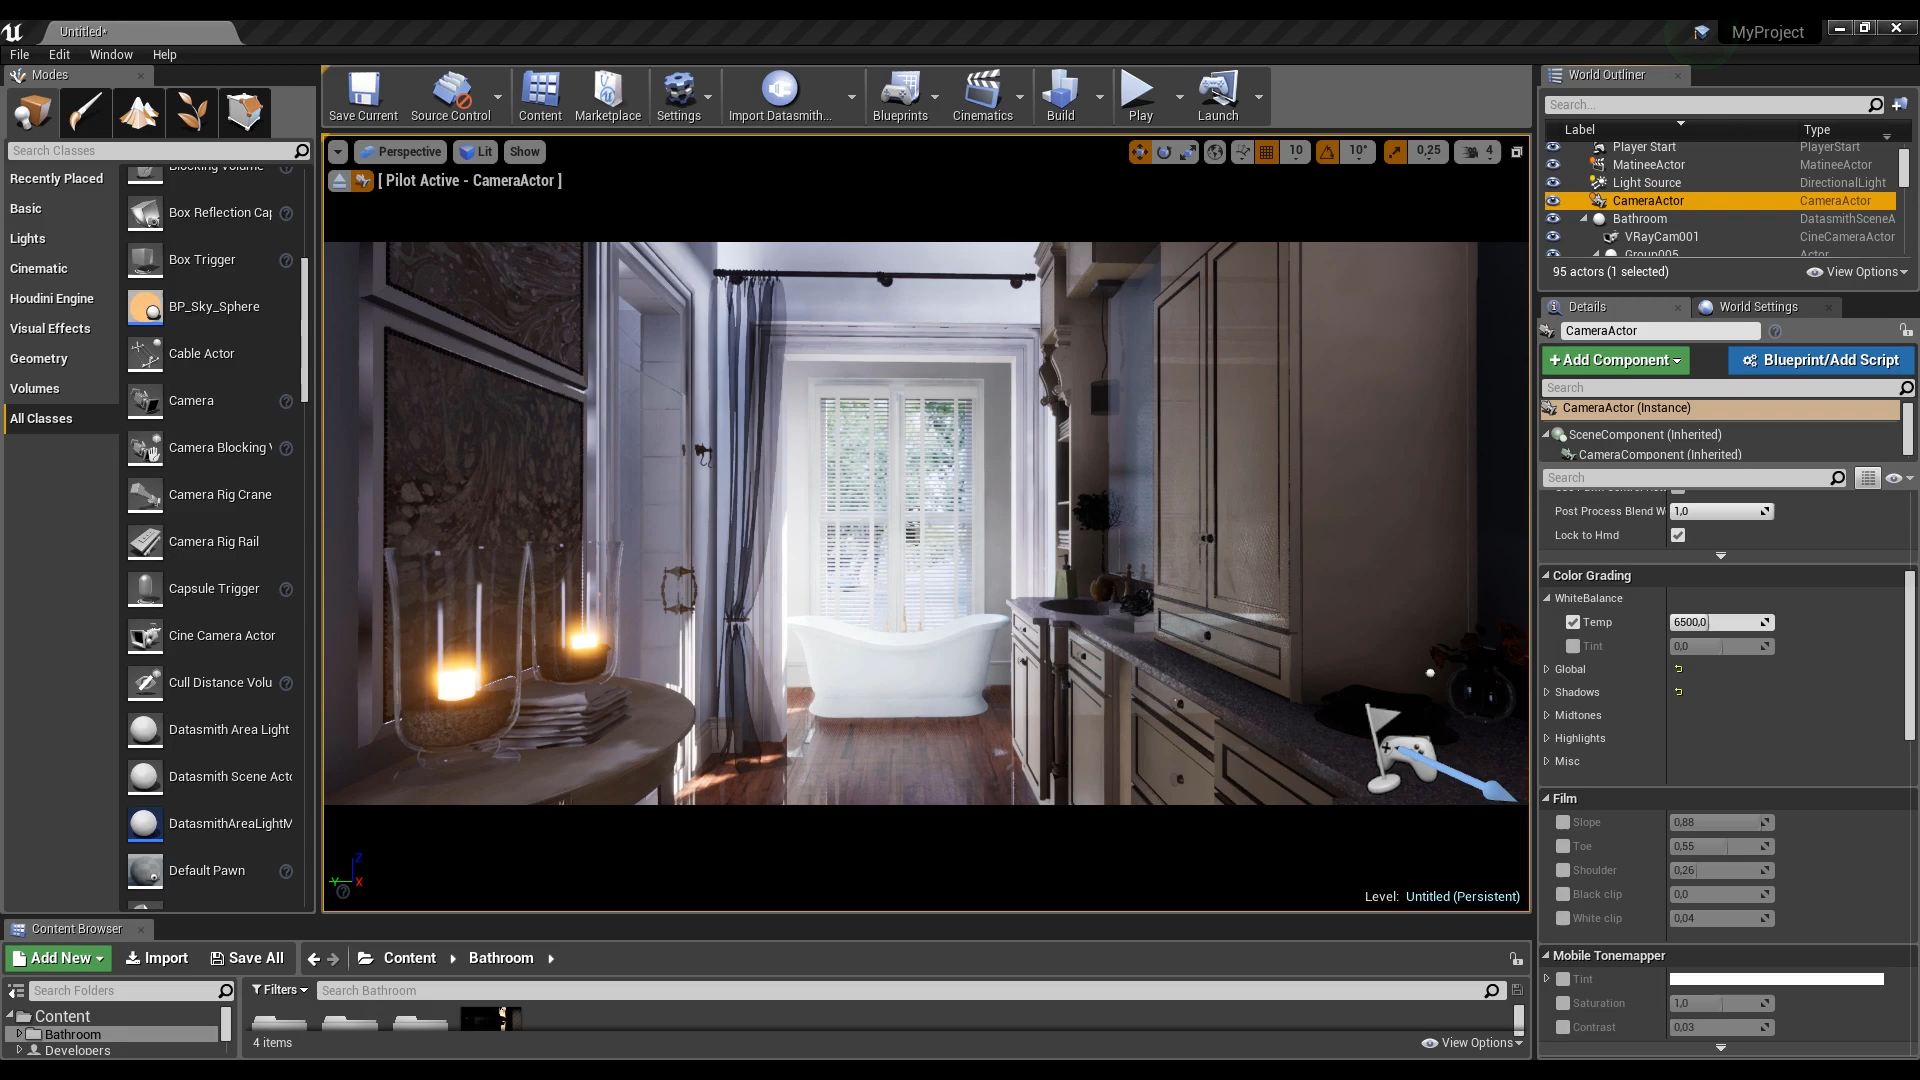 Untitled*
MyProject
File Edit Window Help
Modes
Search Classes
Recently Placed
Basic
Lights
Cinematic
Houdini Engine
Visual Effects
Geometry
Volumes
All Classes
Blocking Volume
Box Reflection Cap
Box Trigger
BP_Sky_Sphere
Cable Actor
Camera
Camera Blocking V
Camera Rig Crane
Camera Rig Rail
Capsule Trigger
Cine Camera Actor
Cull Distance Volu
Datasmith Area Light
Datasmith Scene Acto
DatasmithAreaLightM
Default Pawn
Save Current Source Control Content Marketplace Settings Import Datasmith... Blueprints Cinematics Build Play Launch
Perspective Lit Show
10 10° 0,25 4
[ Pilot Active - CameraActor ]
Z
Y X
Level: Untitled (Persistent)
World Outliner
Search...
Label Type
Player Start PlayerStart
MatineeActor MatineeActor
Light Source DirectionalLight
CameraActor CameraActor
Bathroom DatasmithSceneA
VRayCam001 CineCameraActor
Group005 Actor
95 actors (1 selected) View Options
Details World Settings
CameraActor
+Add Component Blueprint/Add Script
Search
CameraActor (Instance)
SceneComponent (Inherited)
CameraComponent (Inherited)
Search
Post Process Blend W 1,0
Lock to Hmd
Color Grading
WhiteBalance
Temp 6500,0
Tint 0,0
Global
Shadows
Midtones
Highlights
Misc
Film
Slope 0,88
Toe 0,55
Shoulder 0,26
Black clip 0,0
White clip 0,04
Mobile Tonemapper
Tint
Saturation 1,0
Contrast 0,03
Content Browser
Add New Import Save All Content Bathroom
Search Folders Filters Search Bathroom
Content
Bathroom
Developers
4 items View Options